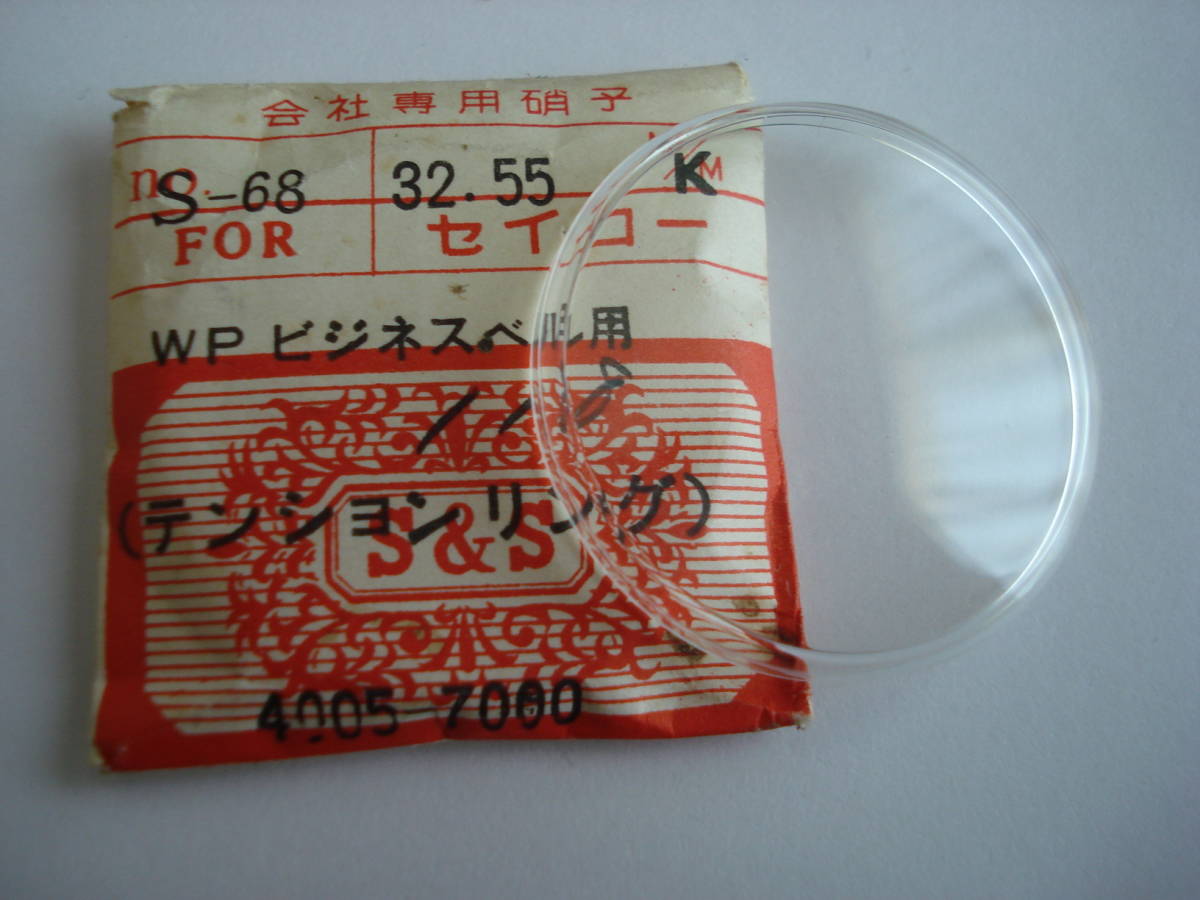 会社専用硝子
no. S-68 32.55 K M/M
FOR セイコー
WP ビジネスベル用
118
(テンションリング)
S&S
4005-7000